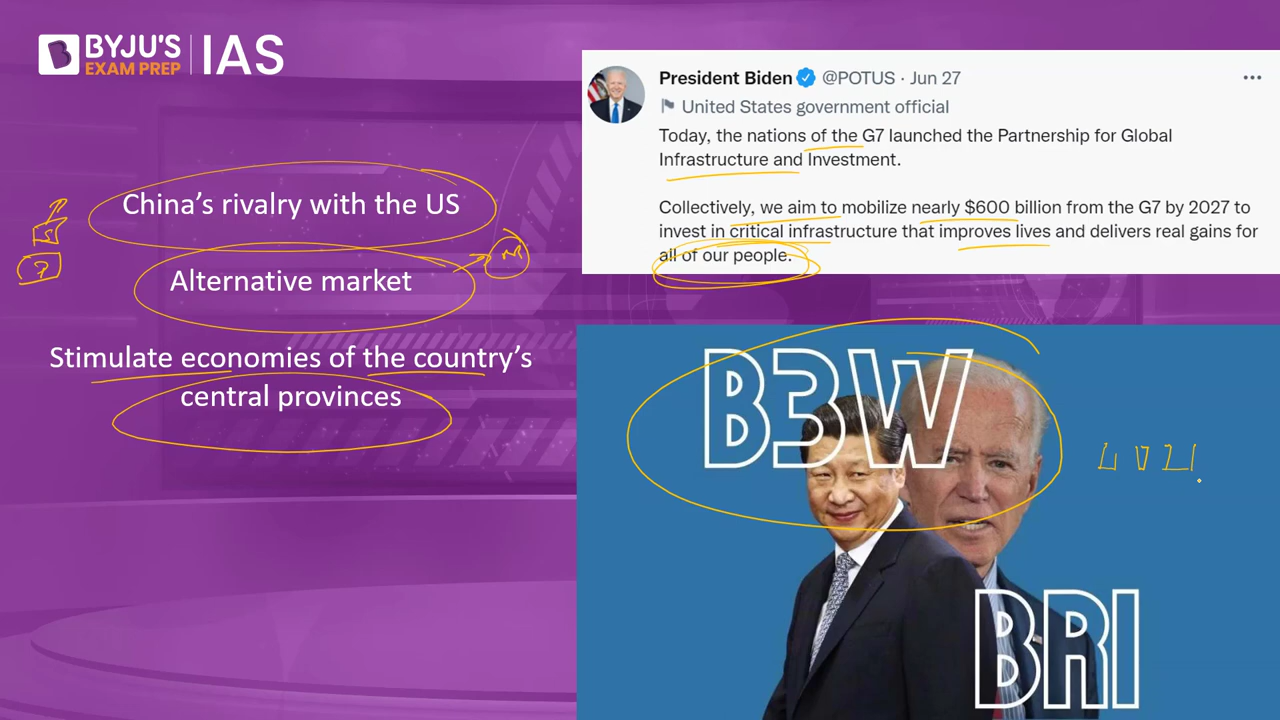 BYJU'S
EXAM PREP
IAS
China's rivalry with the US
Alternative market
Stimulate economies of the country's
central provinces
President Biden @POTUS · Jun 27
United States government official
Today, the nations of the G7 launched the Partnership for Global
Infrastructure and Investment.
Collectively, we aim to mobilize nearly $600 billion from the G7 by 2027 to
invest in critical infrastructure that improves lives and delivers real gains for
all of our people.
B3W
BRI